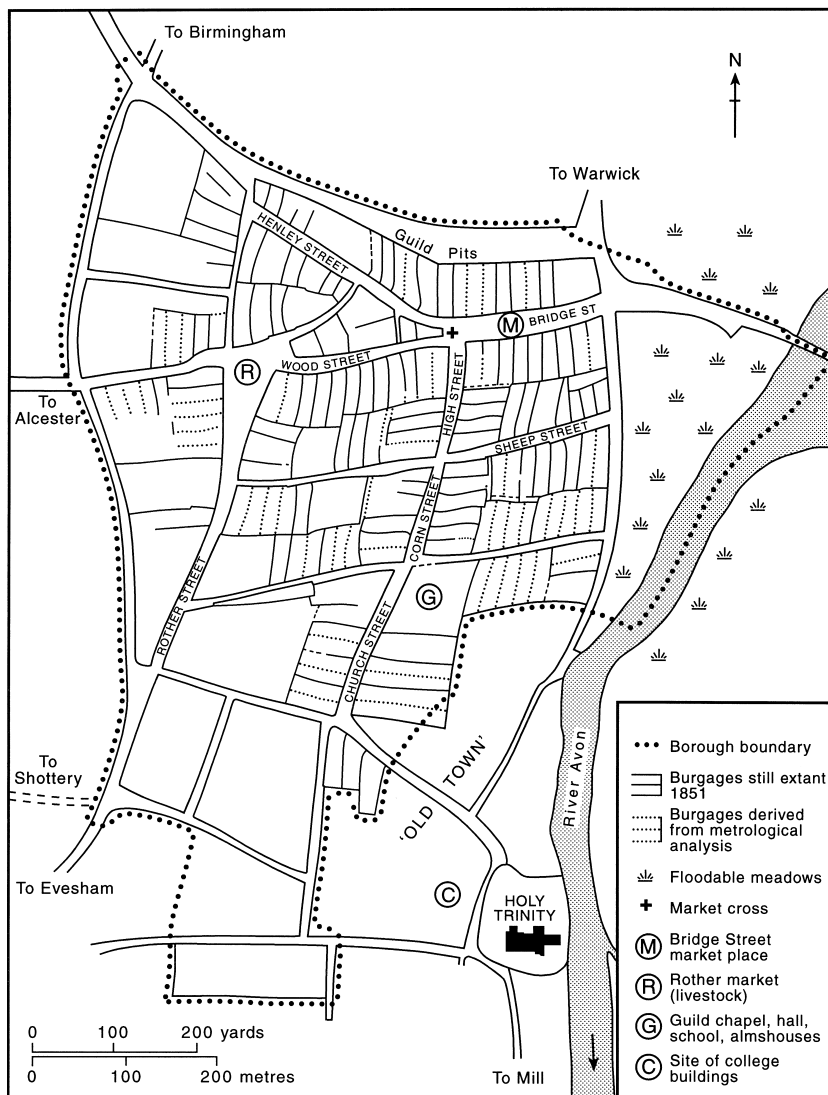 To Birmingham
N
To Warwick
HENLEY STREET
Guild Pits
M
BRIDGE ST
WOOD STREET
R
To
Alcester
HIGH STREET
SHEEP STREET
CORN STREET
ROTHER STREET
G
CHURCH STREET
To
Shottery
'OLD TOWN'
River Avon
To Evesham
C
HOLY
TRINITY
0 100 200 yards
0 100 200 metres
To Mill
Borough boundary
Burgages still extant
1851
Burgages derived
from metrological
analysis
Floodable meadows
Market cross
M Bridge Street
market place
R Rother market
(livestock)
G Guild chapel, hall,
school, almshouses
C Site of college
buildings